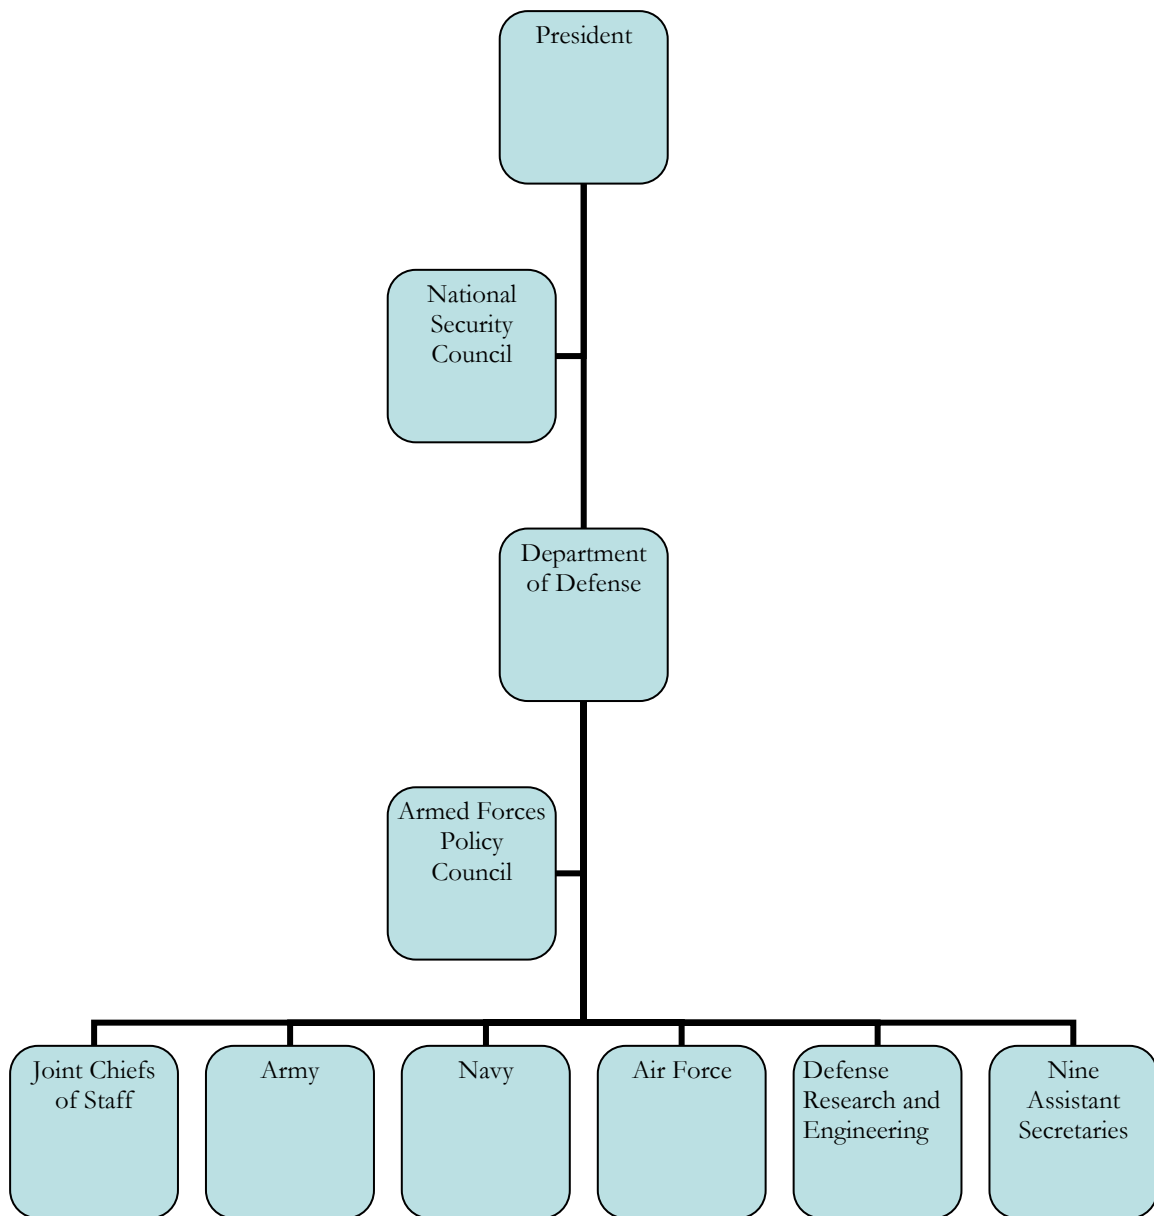 President
National
Security
Council
Department
of Defense
Armed Forces
Policy
Council
Joint Chiefs
of Staff
Army
Navy
Air Force
Defense
Research and
Engineering
Nine
Assistant
Secretaries